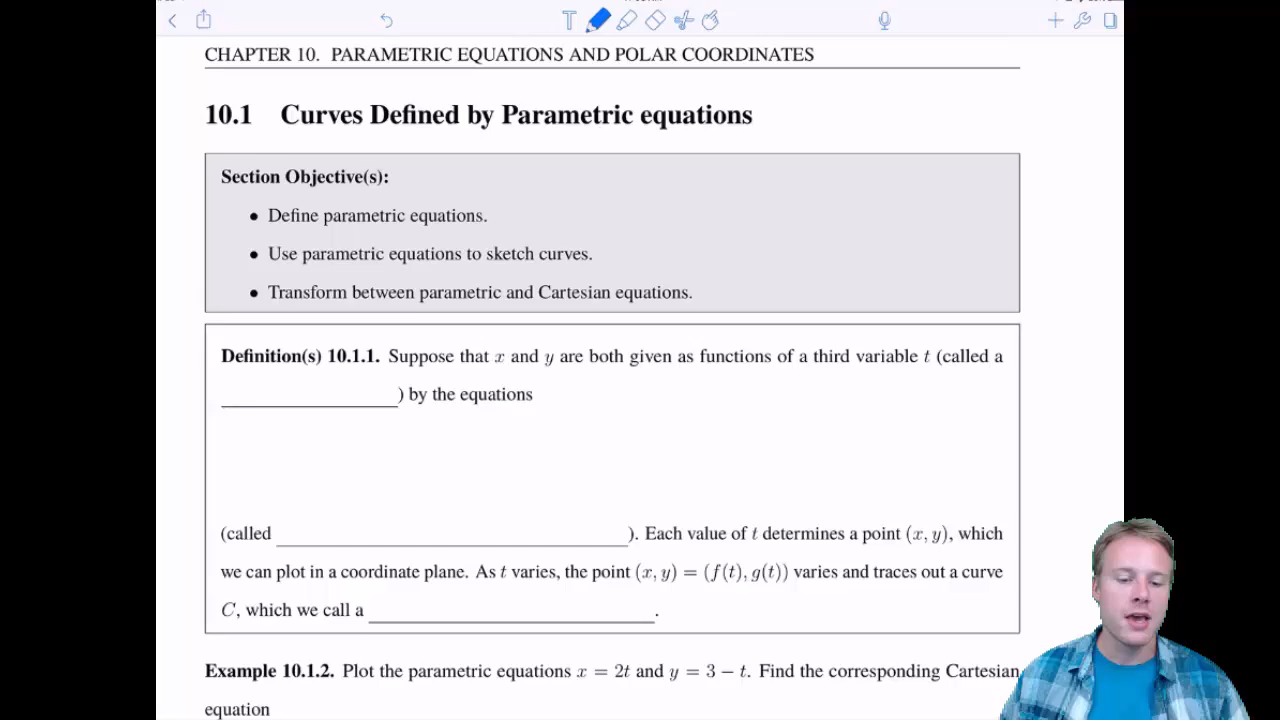 CHAPTER 10. PARAMETRIC EQUATIONS AND POLAR COORDINATES
10.1 Curves Defined by Parametric equations
Section Objective(s):
• Define parametric equations.
• Use parametric equations to sketch curves.
• Transform between parametric and Cartesian equations.
Definition(s) 10.1.1. Suppose that x and y are both given as functions of a third variable t (called a
____________________) by the equations
(called ____________________). Each value of t determines a point (x, y), which
we can plot in a coordinate plane. As t varies, the point (x, y) = (f(t), g(t)) varies and traces out a curve
C, which we call a ____________________.
Example 10.1.2. Plot the parametric equations x = 2t and y = 3 − t. Find the corresponding Cartesian
equation